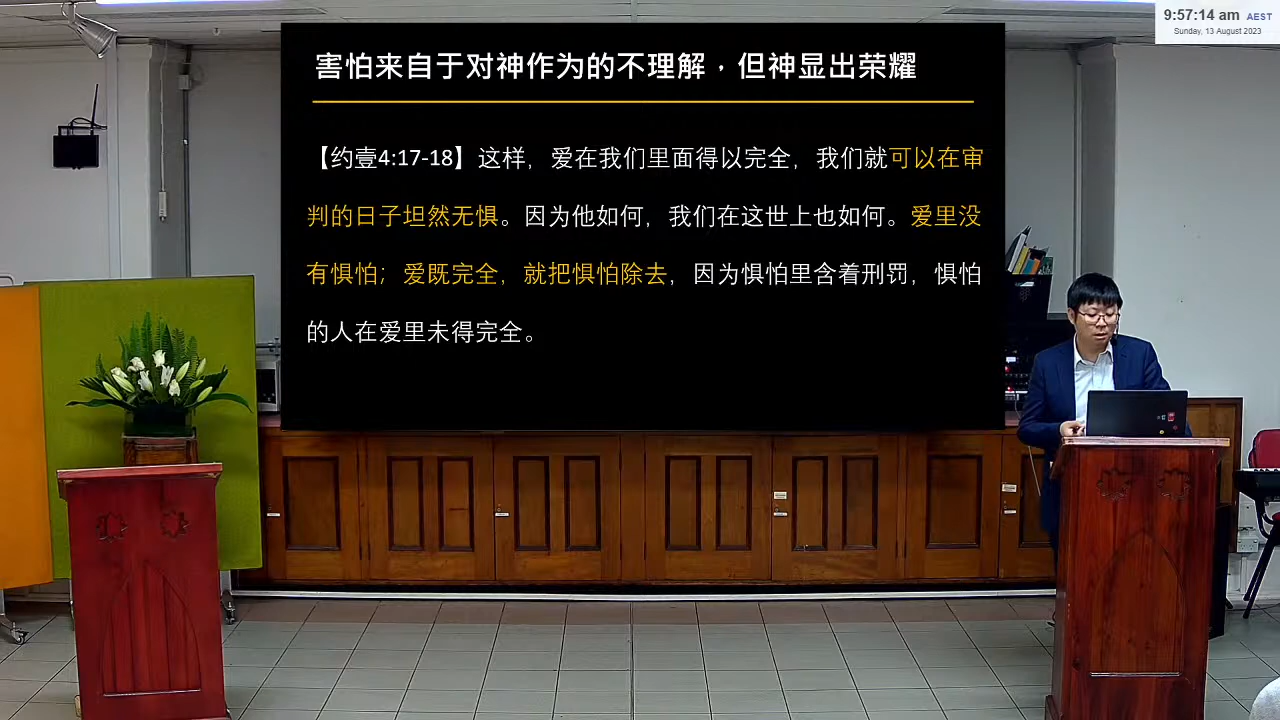 9:57:14 am AEST
Sunday, 13 August 2023
害怕来自于对神作为的不理解，但神显出荣耀
【约壹4:17-18】这样，爱在我们里面得以完全，我们就可以在审
判的日子坦然无惧。因为他如何，我们在这世上也如何。爱里没
有惧怕；爱既完全，就把惧怕除去，因为惧怕里含着刑罚，惧怕
的人在爱里未得完全。